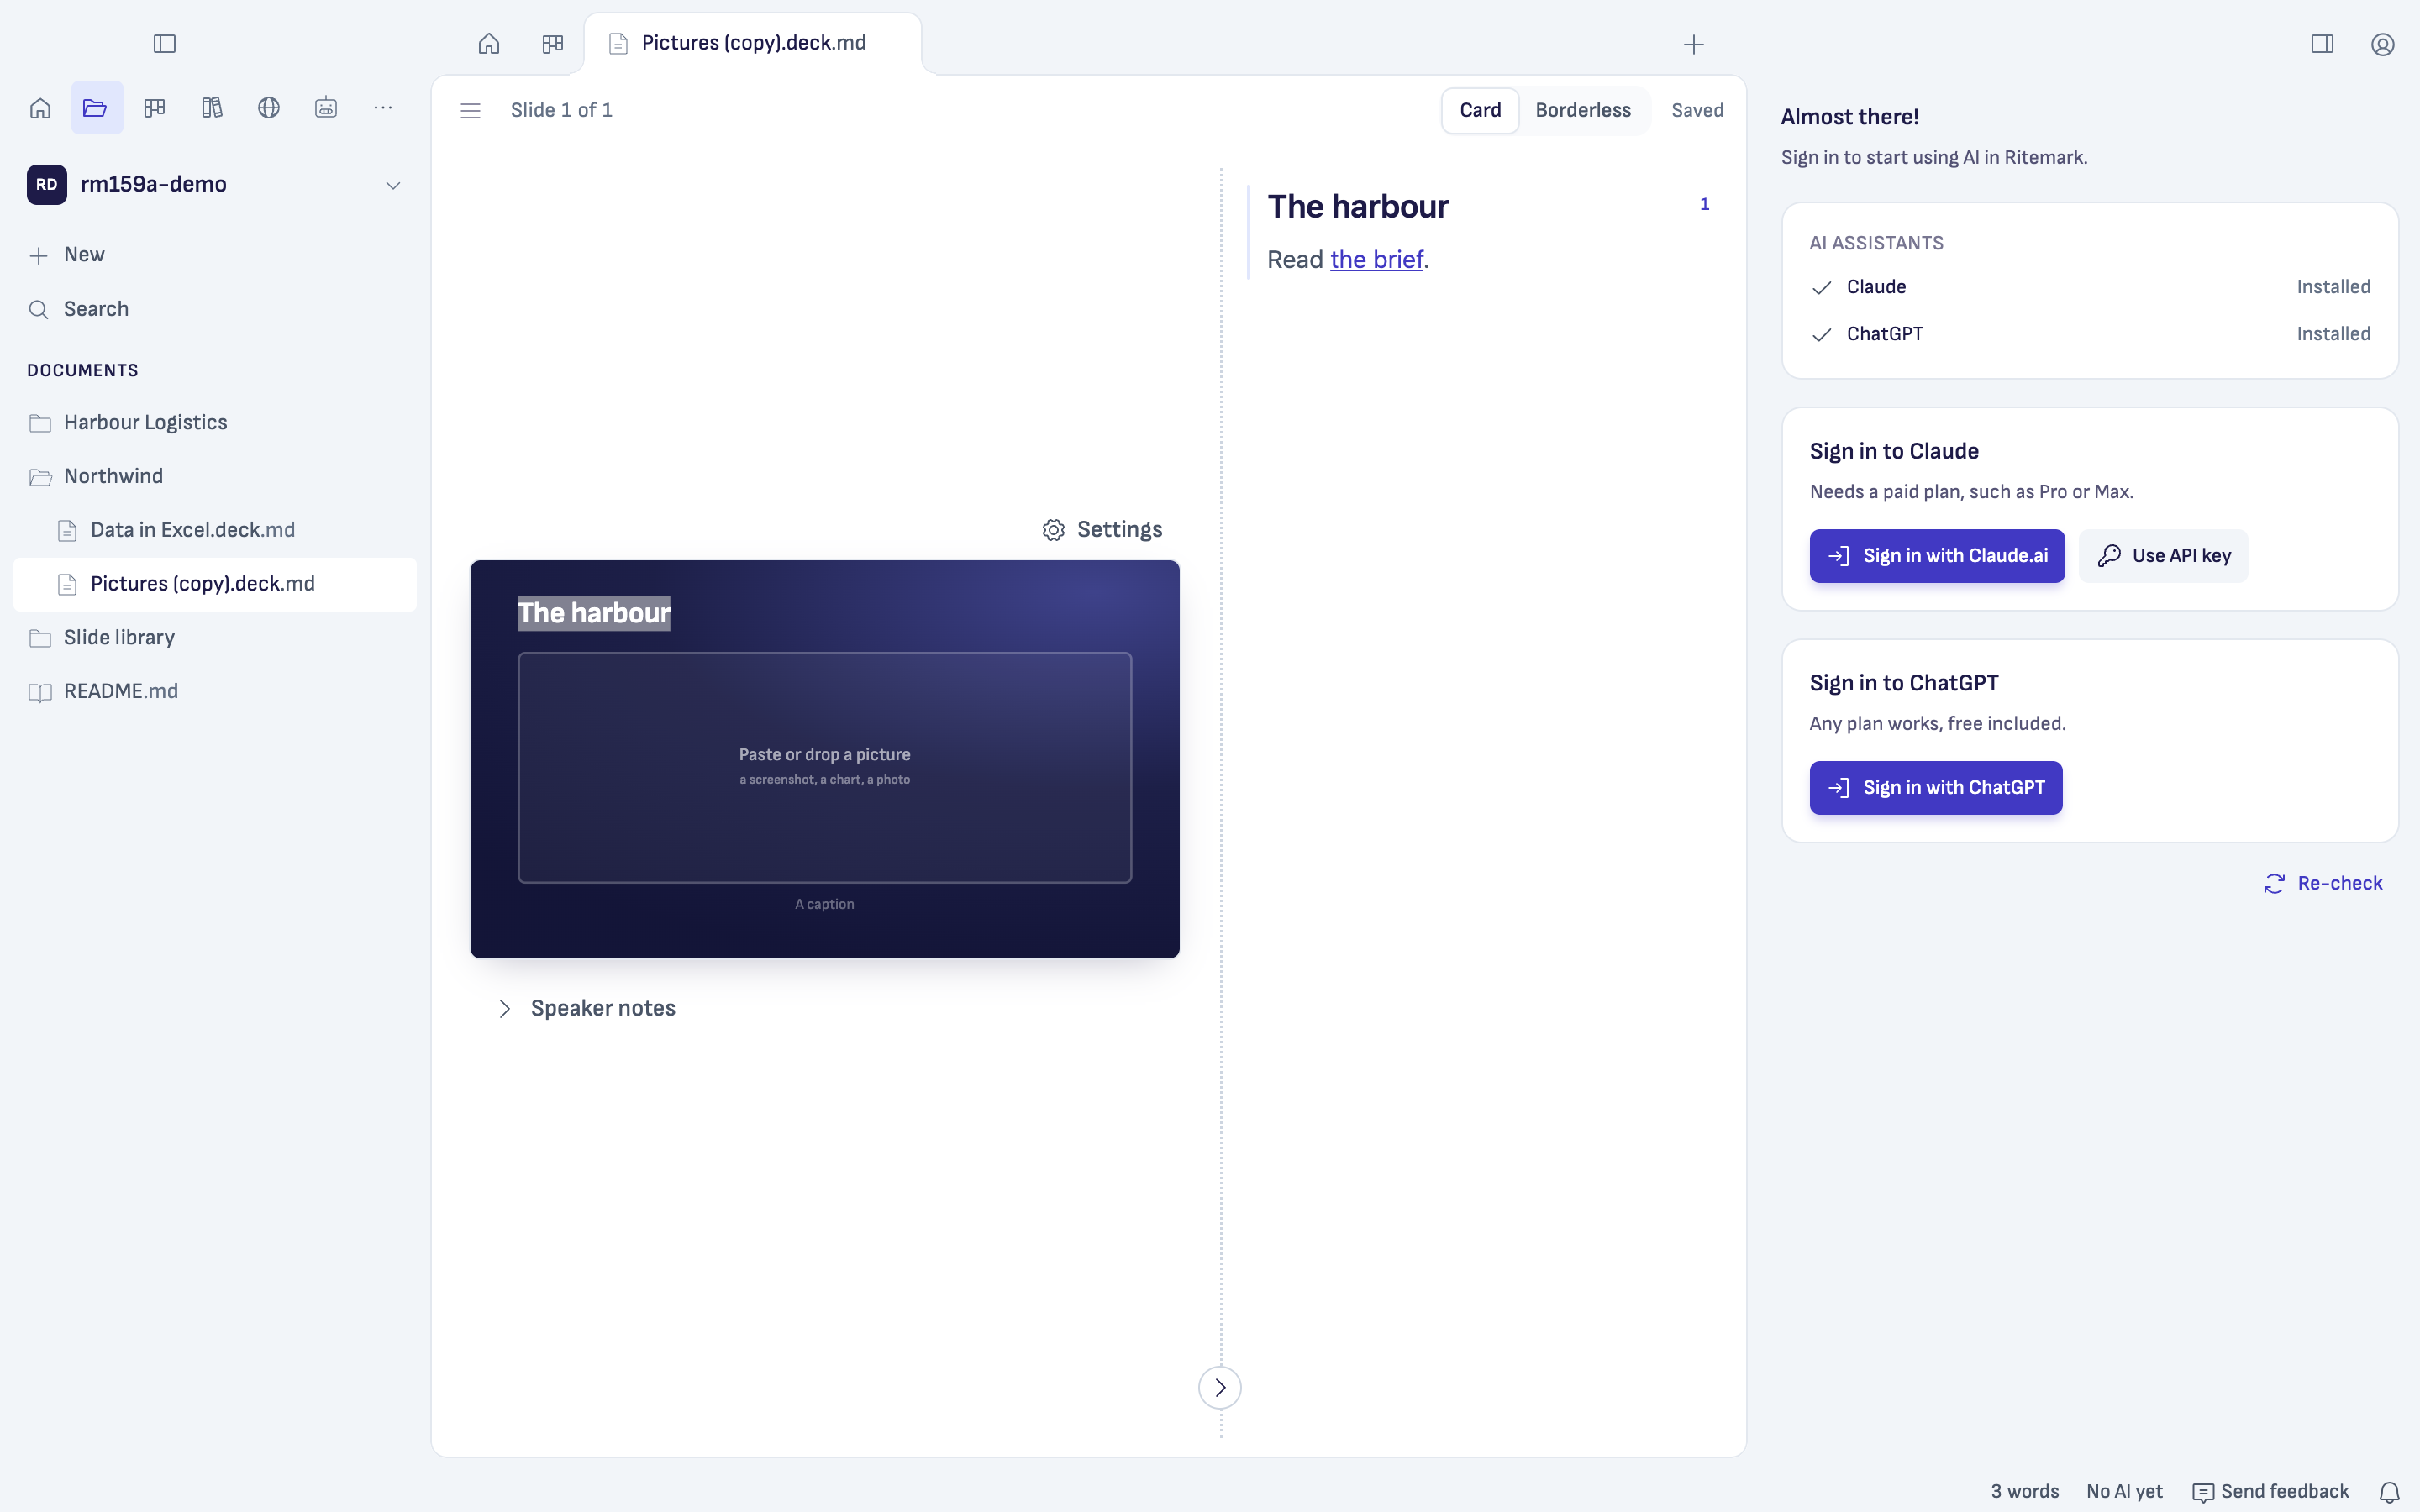 Pictures (copy).deck.md
RD rm159a-demo
New
Search
DOCUMENTS
Harbour Logistics
Northwind
Data in Excel.deck.md
Pictures (copy).deck.md
Slide library
README.md
Slide 1 of 1
Card Borderless Saved
Settings
The harbour
Paste or drop a picture
a screenshot, a chart, a photo
A caption
Speaker notes
The harbour 1
Read the brief.
Almost there!
Sign in to start using AI in Ritemark.
AI ASSISTANTS
Claude Installed
ChatGPT Installed
Sign in to Claude
Needs a paid plan, such as Pro or Max.
Sign in with Claude.ai Use API key
Sign in to ChatGPT
Any plan works, free included.
Sign in with ChatGPT
Re-check
3 words No AI yet Send feedback